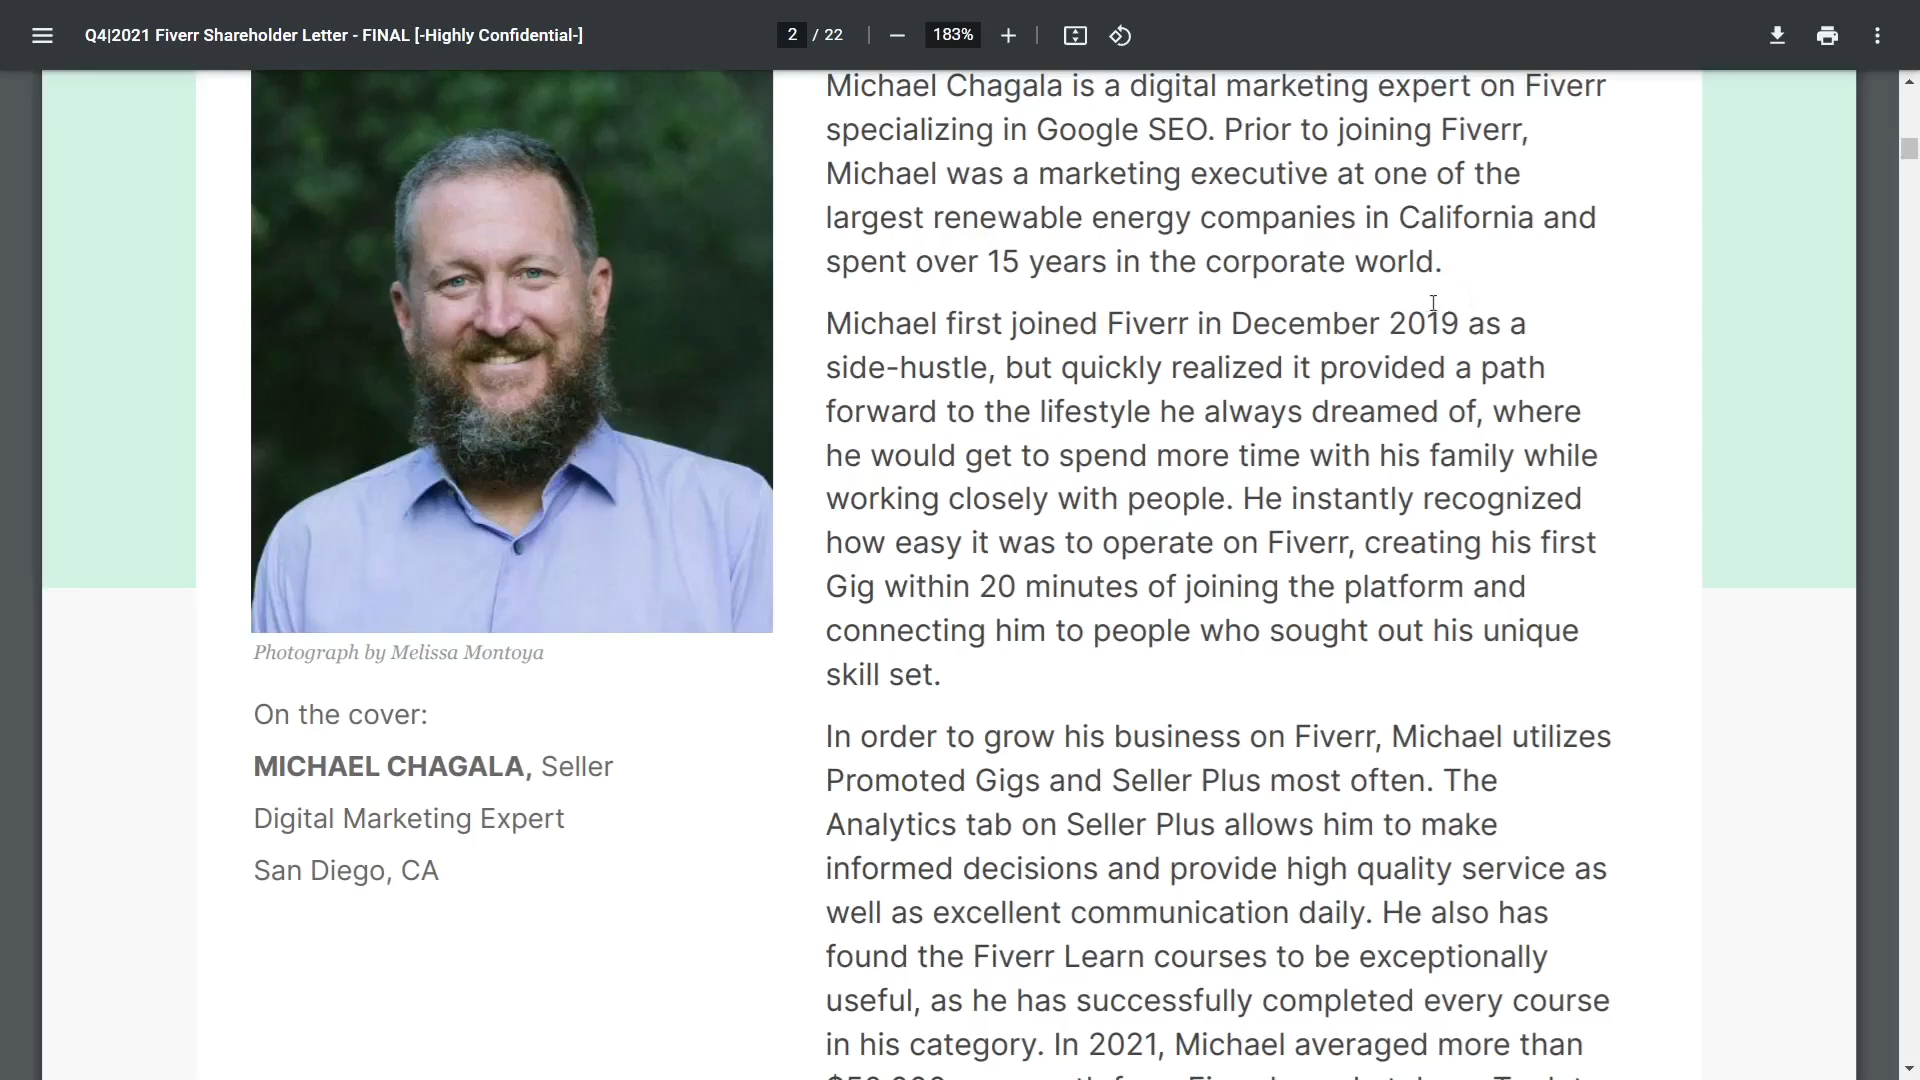 Q4|2021 Fiverr Shareholder Letter - FINAL [-Highly Confidential-]
2 / 22
183%
Michael Chagala is a digital marketing expert on Fiverr
specializing in Google SEO. Prior to joining Fiverr,
Michael was a marketing executive at one of the
largest renewable energy companies in California and
spent over 15 years in the corporate world.
Michael first joined Fiverr in December 2019 as a
side-hustle, but quickly realized it provided a path
forward to the lifestyle he always dreamed of, where
he would get to spend more time with his family while
working closely with people. He instantly recognized
how easy it was to operate on Fiverr, creating his first
Gig within 20 minutes of joining the platform and
connecting him to people who sought out his unique
skill set.
In order to grow his business on Fiverr, Michael utilizes
Promoted Gigs and Seller Plus most often. The
Analytics tab on Seller Plus allows him to make
informed decisions and provide high quality service as
well as excellent communication daily. He also has
found the Fiverr Learn courses to be exceptionally
useful, as he has successfully completed every course
in his category. In 2021, Michael averaged more than
Photograph by Melissa Montoya
On the cover:
MICHAEL CHAGALA, Seller
Digital Marketing Expert
San Diego, CA